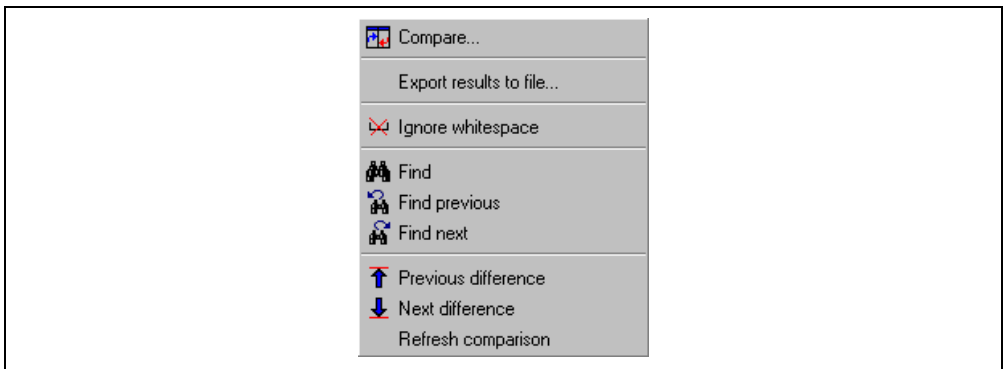 Compare...
Export results to file...
Ignore whitespace
Find
Find previous
Find next
Previous difference
Next difference
Refresh comparison